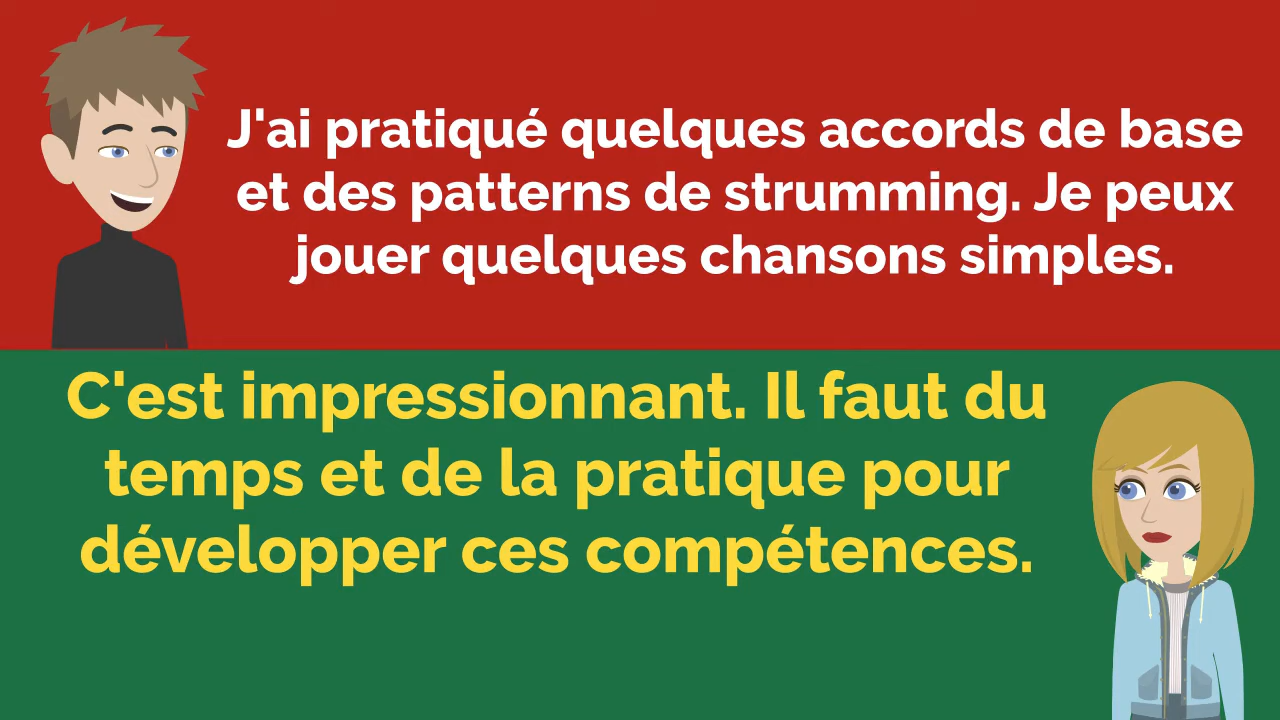 J'ai pratiqué quelques accords de base
et des patterns de strumming. Je peux
jouer quelques chansons simples.
C'est impressionnant. Il faut du
temps et de la pratique pour
développer ces compétences.